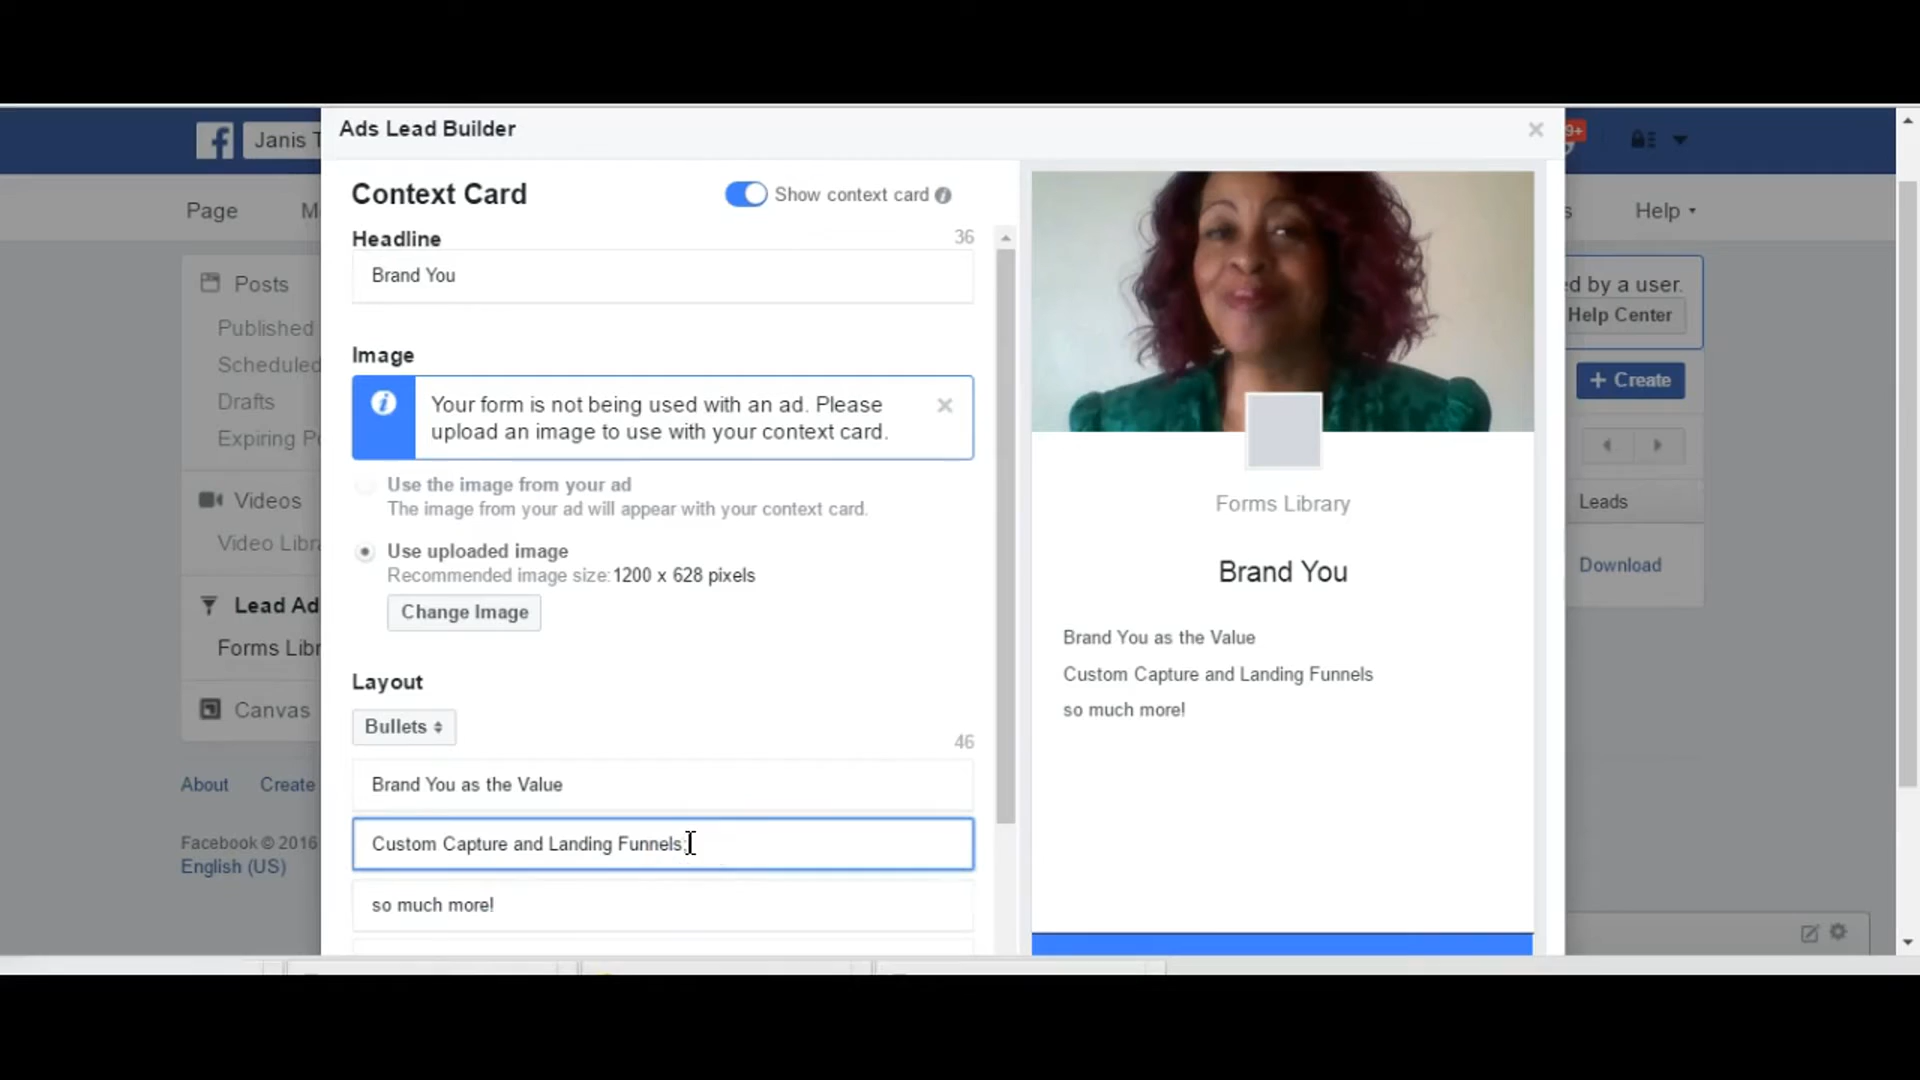 Ads Lead Builder
Janis
9+
Page
Help
Context Card
Show context card
Headline
36
Brand You
Image
Your form is not being used with an ad. Please
upload an image to use with your context card.
Use the image from your ad
The image from your ad will appear with your context card.
Use uploaded image
Recommended image size: 1200 x 628 pixels
Change Image
Layout
Bullets
46
Brand You as the Value
Custom Capture and Landing Funnels
so much more!
Posts
Published
Scheduled
Drafts
Expiring
Videos
Video
Lead
Forms
Canvas
About Create
Facebook © 2016
English (US)
Forms Library
Brand You
Brand You as the Value
Custom Capture and Landing Funnels
so much more!
by a user.
Help Center
+ Create
Leads
Download